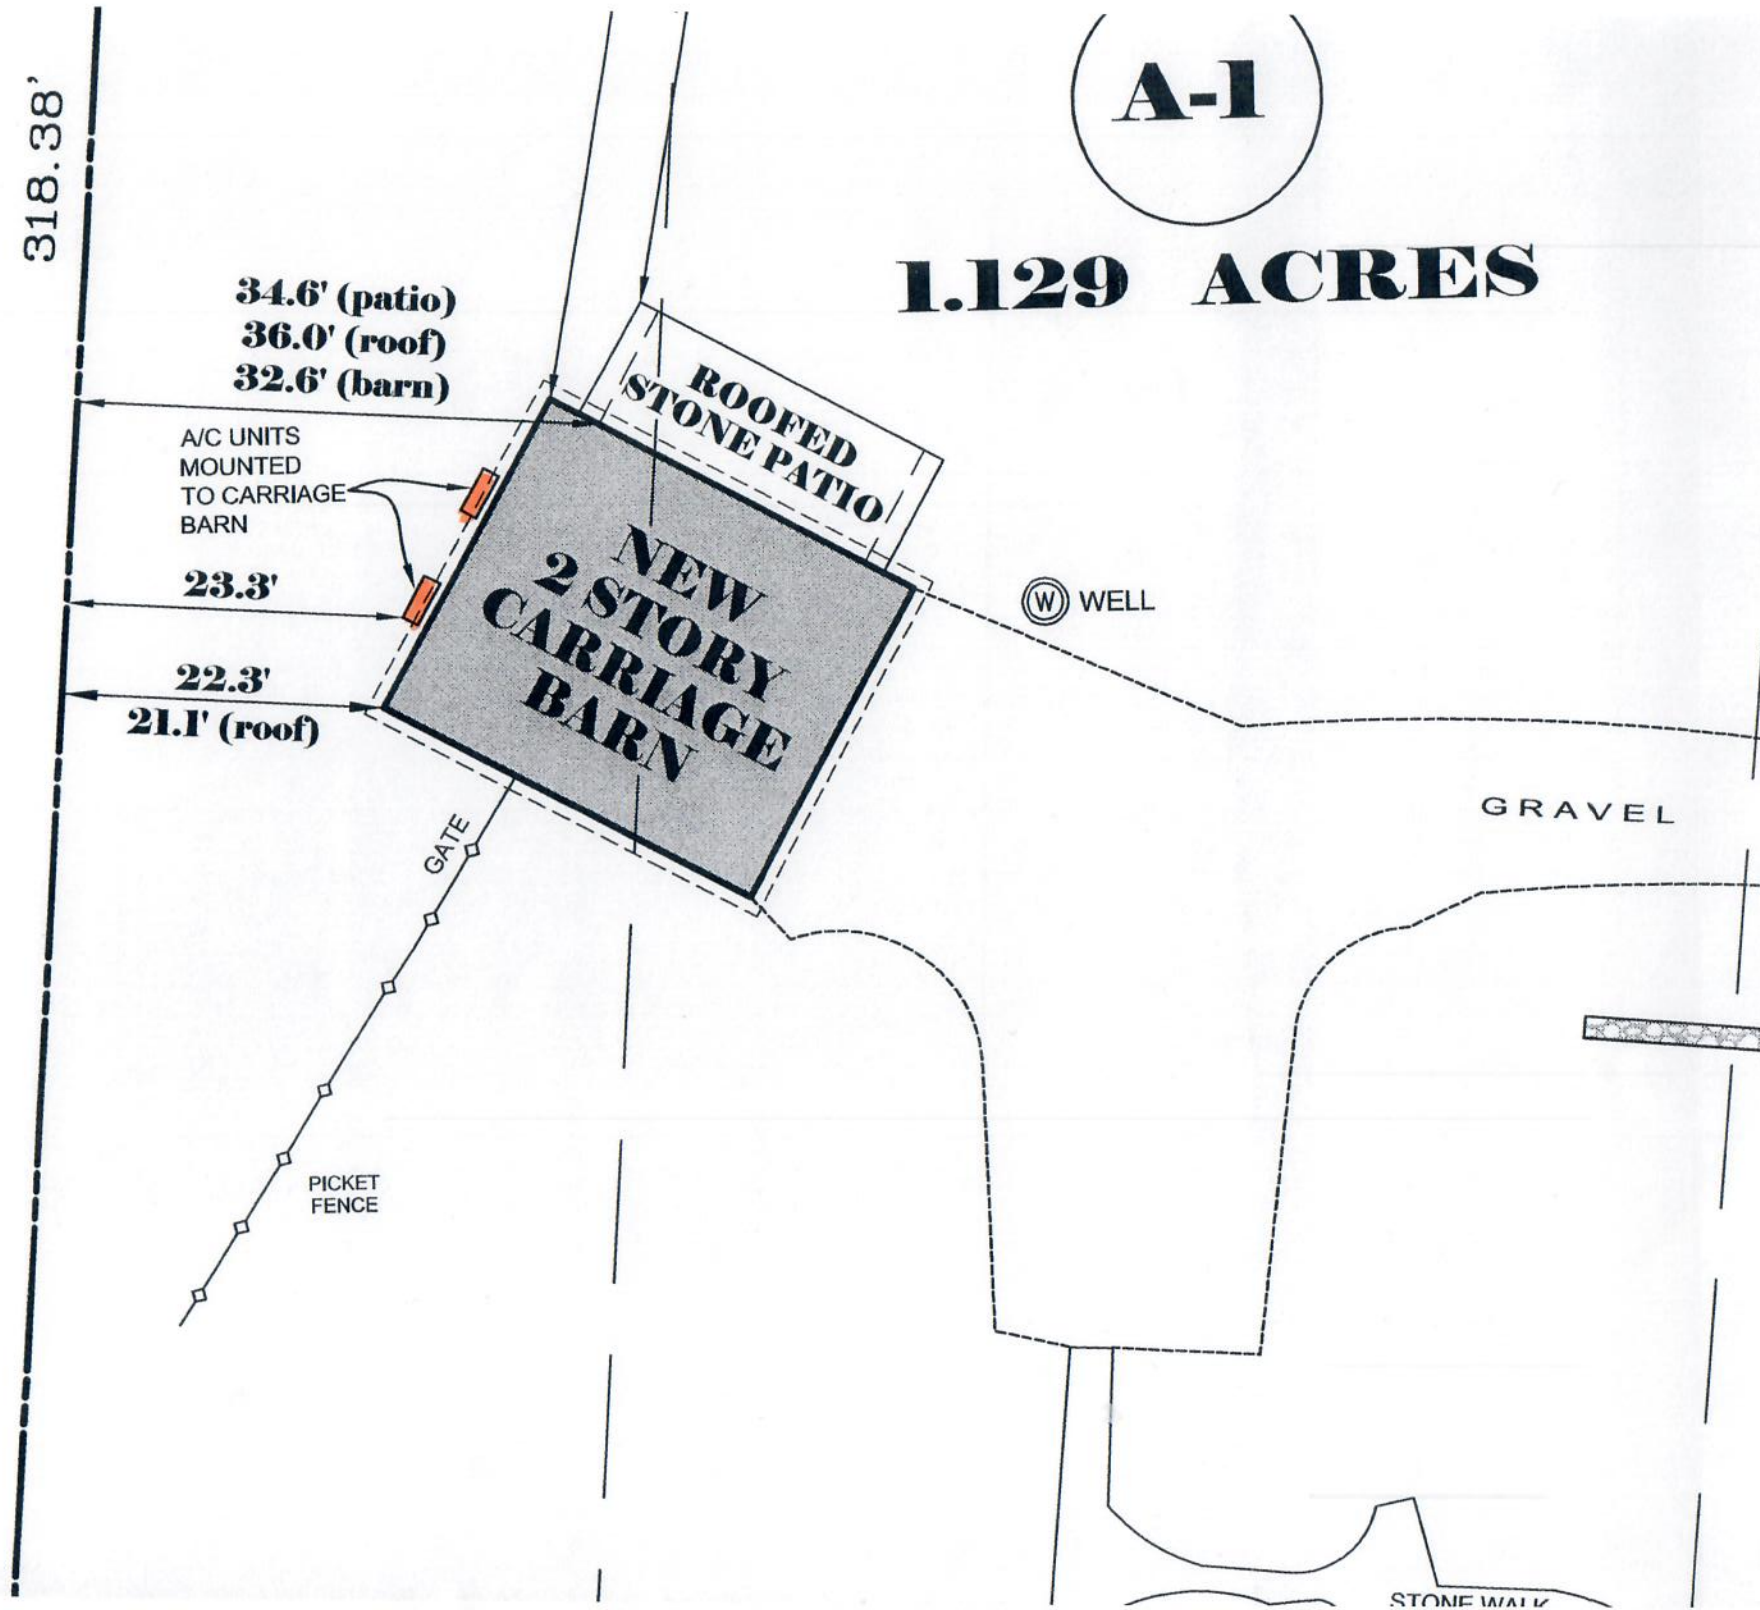 318.38'
A-1
1.129 ACRES
34.6' (patio)
36.0' (roof)
32.6' (barn)
A/C UNITS
MOUNTED
TO CARRIAGE
BARN
23.3'
22.3'
21.1' (roof)
ROOFED
STONE PATIO
NEW
2 STORY
CARRIAGE
BARN
W WELL
GRAVEL
GATE
PICKET
FENCE
STONE WALK